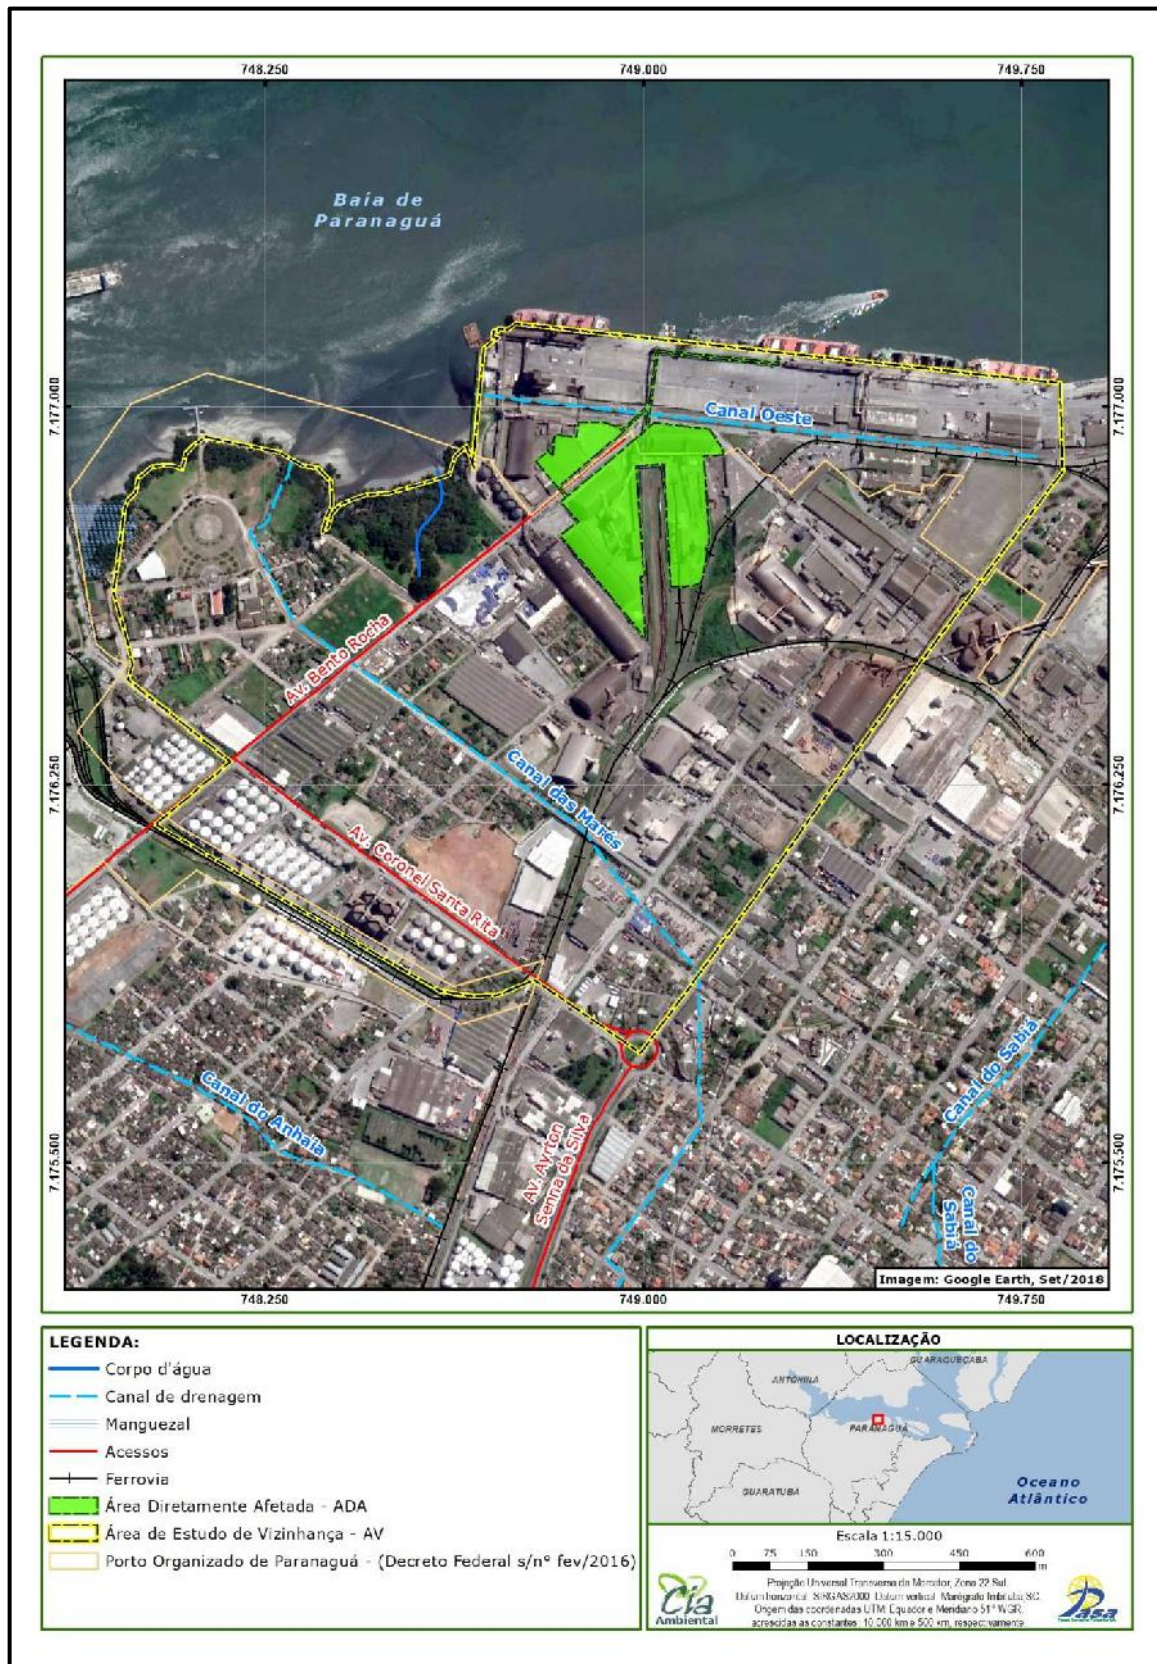 748.250
749.000
749.750
Baía de
Paranaguá
7.177.000
7.177.000
Canal Oeste
Av. Bento Rocha
Canal das Marés
7.176.250
7.176.250
Av. Coronel Santa Rita
Canal do Anhaia
Av. Ayrton
Senna da Silva
Canal do Sabiá
Canal do
Sabiá
7.175.500
7.175.500
Imagem: Google Earth, Set/2018
748.250
749.000
749.750
LEGENDA:
Corpo d'água
Canal de drenagem
Manguezal
Acessos
Ferrovia
Área Diretamente Afetada - ADA
Área de Estudo de Vizinhança - AV
Porto Organizado de Paranaguá - (Decreto Federal s/n° fev/2016)
LOCALIZAÇÃO
GUARAQUEÇABA
ANTONINA
MORRETES
PARANAGUÁ
GUARATUBA
Oceano
Atlântico
Escala 1:15.000
0 75 150 300 450 600
m
Projeção Universal Transversa de Mercator, Zona 22 Sul.
Datum horizontal: SIRGAS2000. Datum vertical: Marégrafo Imbituba, SC.
Origem das coordenadas UTM: Equador e Meridiano 51° WGR,
acrescidas as constantes: 10.000 km e 500 km, respectivamente.
Cia
Ambiental
Pasa